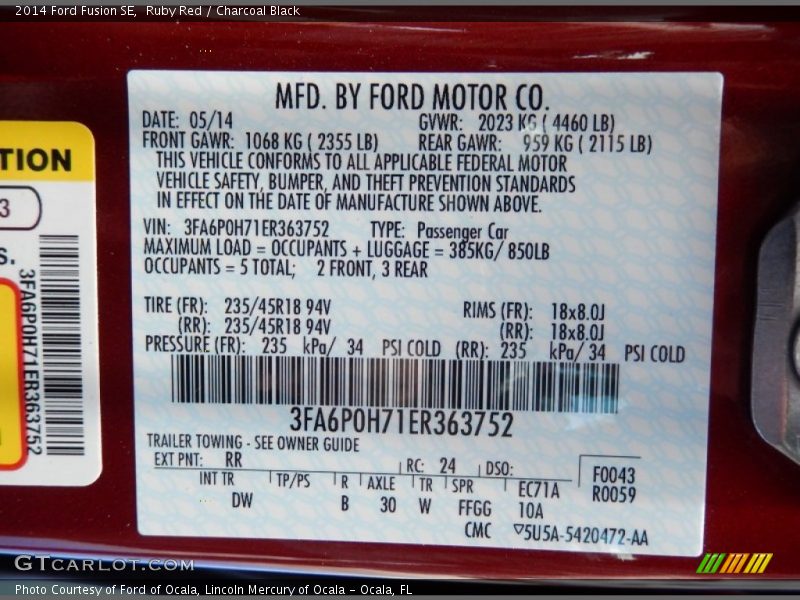 2014 Ford Fusion SE, Ruby Red / Charcoal Black
MFD. BY FORD MOTOR CO.
DATE: 05/14 GVWR: 2023 KG ( 4460 LB)
FRONT GAWR: 1068 KG ( 2355 LB) REAR GAWR: 959 KG ( 2115 LB)
THIS VEHICLE CONFORMS TO ALL APPLICABLE FEDERAL MOTOR
VEHICLE SAFETY, BUMPER, AND THEFT PREVENTION STANDARDS
IN EFFECT ON THE DATE OF MANUFACTURE SHOWN ABOVE.
VIN: 3FA6P0H71ER363752 TYPE: Passenger Car
MAXIMUM LOAD = OCCUPANTS + LUGGAGE = 385KG/ 850LB
OCCUPANTS = 5 TOTAL; 2 FRONT, 3 REAR
TIRE (FR): 235/45R18 94V RIMS (FR): 18x8.0J
(RR): 235/45R18 94V (RR): 18x8.0J
PRESSURE (FR): 235 kPa/ 34 PSI COLD (RR): 235 kPa/ 34 PSI COLD
3FA6P0H71ER363752
TRAILER TOWING - SEE OWNER GUIDE
EXT PNT: RR RC: 24 DSO: F0043
INT TR TP/PS R AXLE TR SPR EC71A R0059
DW B 30 W FFGG 10A
CMC ▽5U5A-5420472-AA
TION
3
S.
3FA6P0H71ER363752
GTCARLOT.COM
Photo Courtesy of Ford of Ocala, Lincoln Mercury of Ocala - Ocala, FL